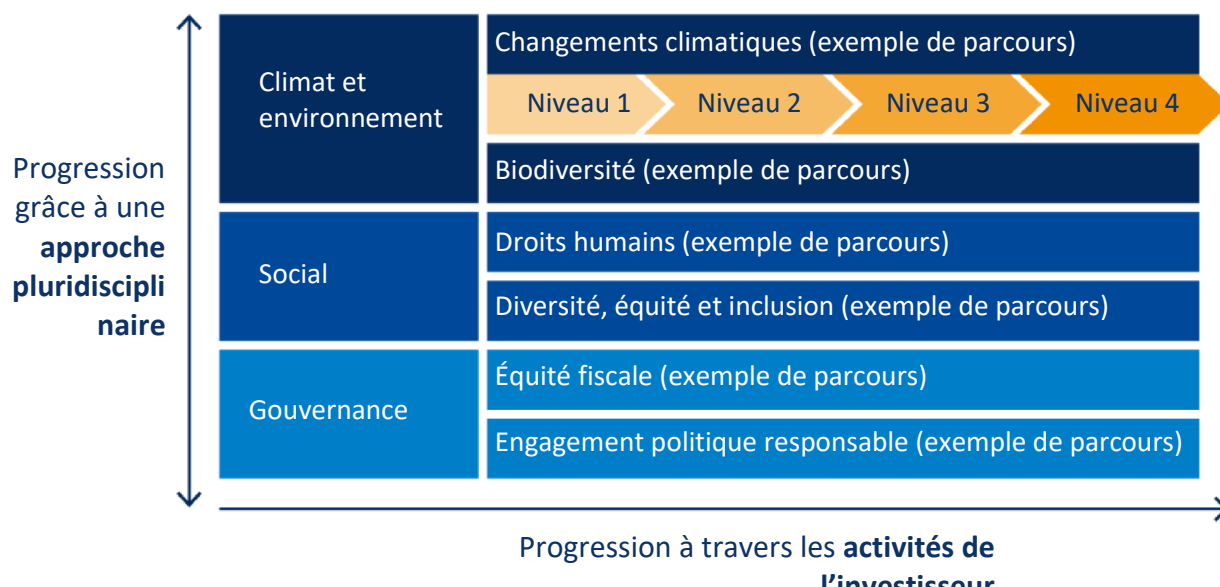 Progression
grâce à une
approche
pluridiscipli
naire
Climat et
environnement
Changements climatiques (exemple de parcours)
Niveau 1
Niveau 2
Niveau 3
Niveau 4
Biodiversité (exemple de parcours)
Social
Droits humains (exemple de parcours)
Diversité, équité et inclusion (exemple de parcours)
Gouvernance
Équité fiscale (exemple de parcours)
Engagement politique responsable (exemple de parcours)
Progression à travers les activités de
l’investisseur